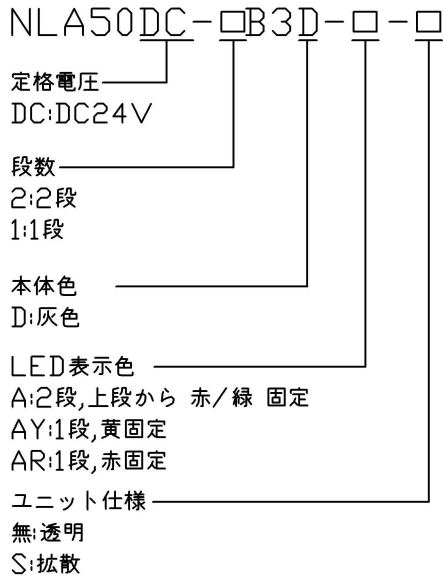 NLA50DC-□B3D-□-□
定格電圧
DC:DC24V
段数
2:2段
1:1段
本体色
D:灰色
LED表示色
A:2段,上段から 赤/緑 固定
AY:1段,黄固定
AR:1段,赤固定
ユニット仕様
無:透明
S:拡散